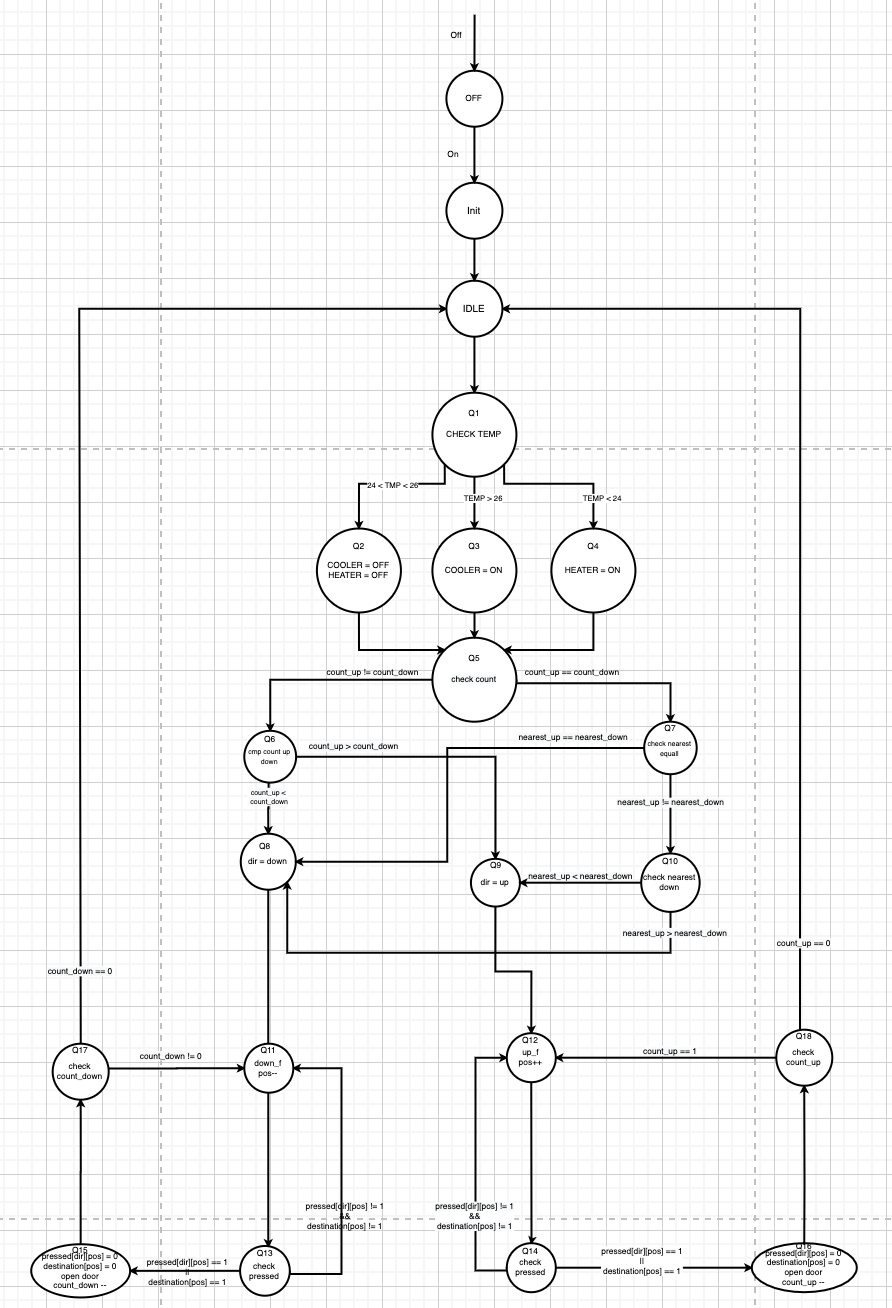 Off
OFF
On
Init
IDLE
Q1
CHECK TEMP
24 < TMP < 26
TEMP > 26
TEMP < 24
Q2
COOLER = OFF
HEATER = OFF
Q3
COOLER = ON
Q4
HEATER = ON
Q5
check count
count_up != count_down
count_up == count_down
Q6
cmp count up
down
count_up > count_down
nearest_up == nearest_down
Q7
check nearest
equall
count_up <
count_down
nearest_up != nearest_down
Q8
dir = down
Q9
dir = up
nearest_up < nearest_down
Q10
check nearest
down
nearest_up > nearest_down
count_down == 0
count_up == 0
Q17
check
count_down
count_down != 0
Q11
down_f
pos--
Q12
up_f
pos++
count_up == 1
Q18
check
count_up
pressed[dir][pos] != 1
&&
destination[pos] != 1
pressed[dir][pos] != 1
&&
destination[pos] != 1
Q15
pressed[dir][pos] = 0
destination[pos] = 0
open door
count_down --
pressed[dir][pos] == 1
||
destination[pos] == 1
Q13
check
pressed
Q14
check
pressed
pressed[dir][pos] == 1
||
destination[pos] == 1
Q16
pressed[dir][pos] = 0
destination[pos] = 0
open door
count_up --